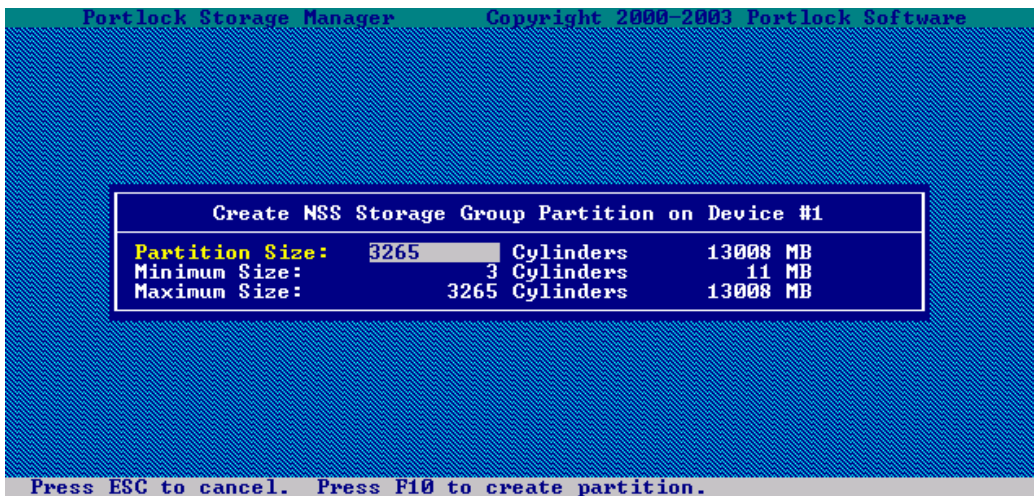 Portlock Storage Manager Copyright 2000-2003 Portlock Software
Create NSS Storage Group Partition on Device #1
Partition Size: 3265 Cylinders 13008 MB
Minimum Size: 3 Cylinders 11 MB
Maximum Size: 3265 Cylinders 13008 MB
Press ESC to cancel. Press F10 to create partition.